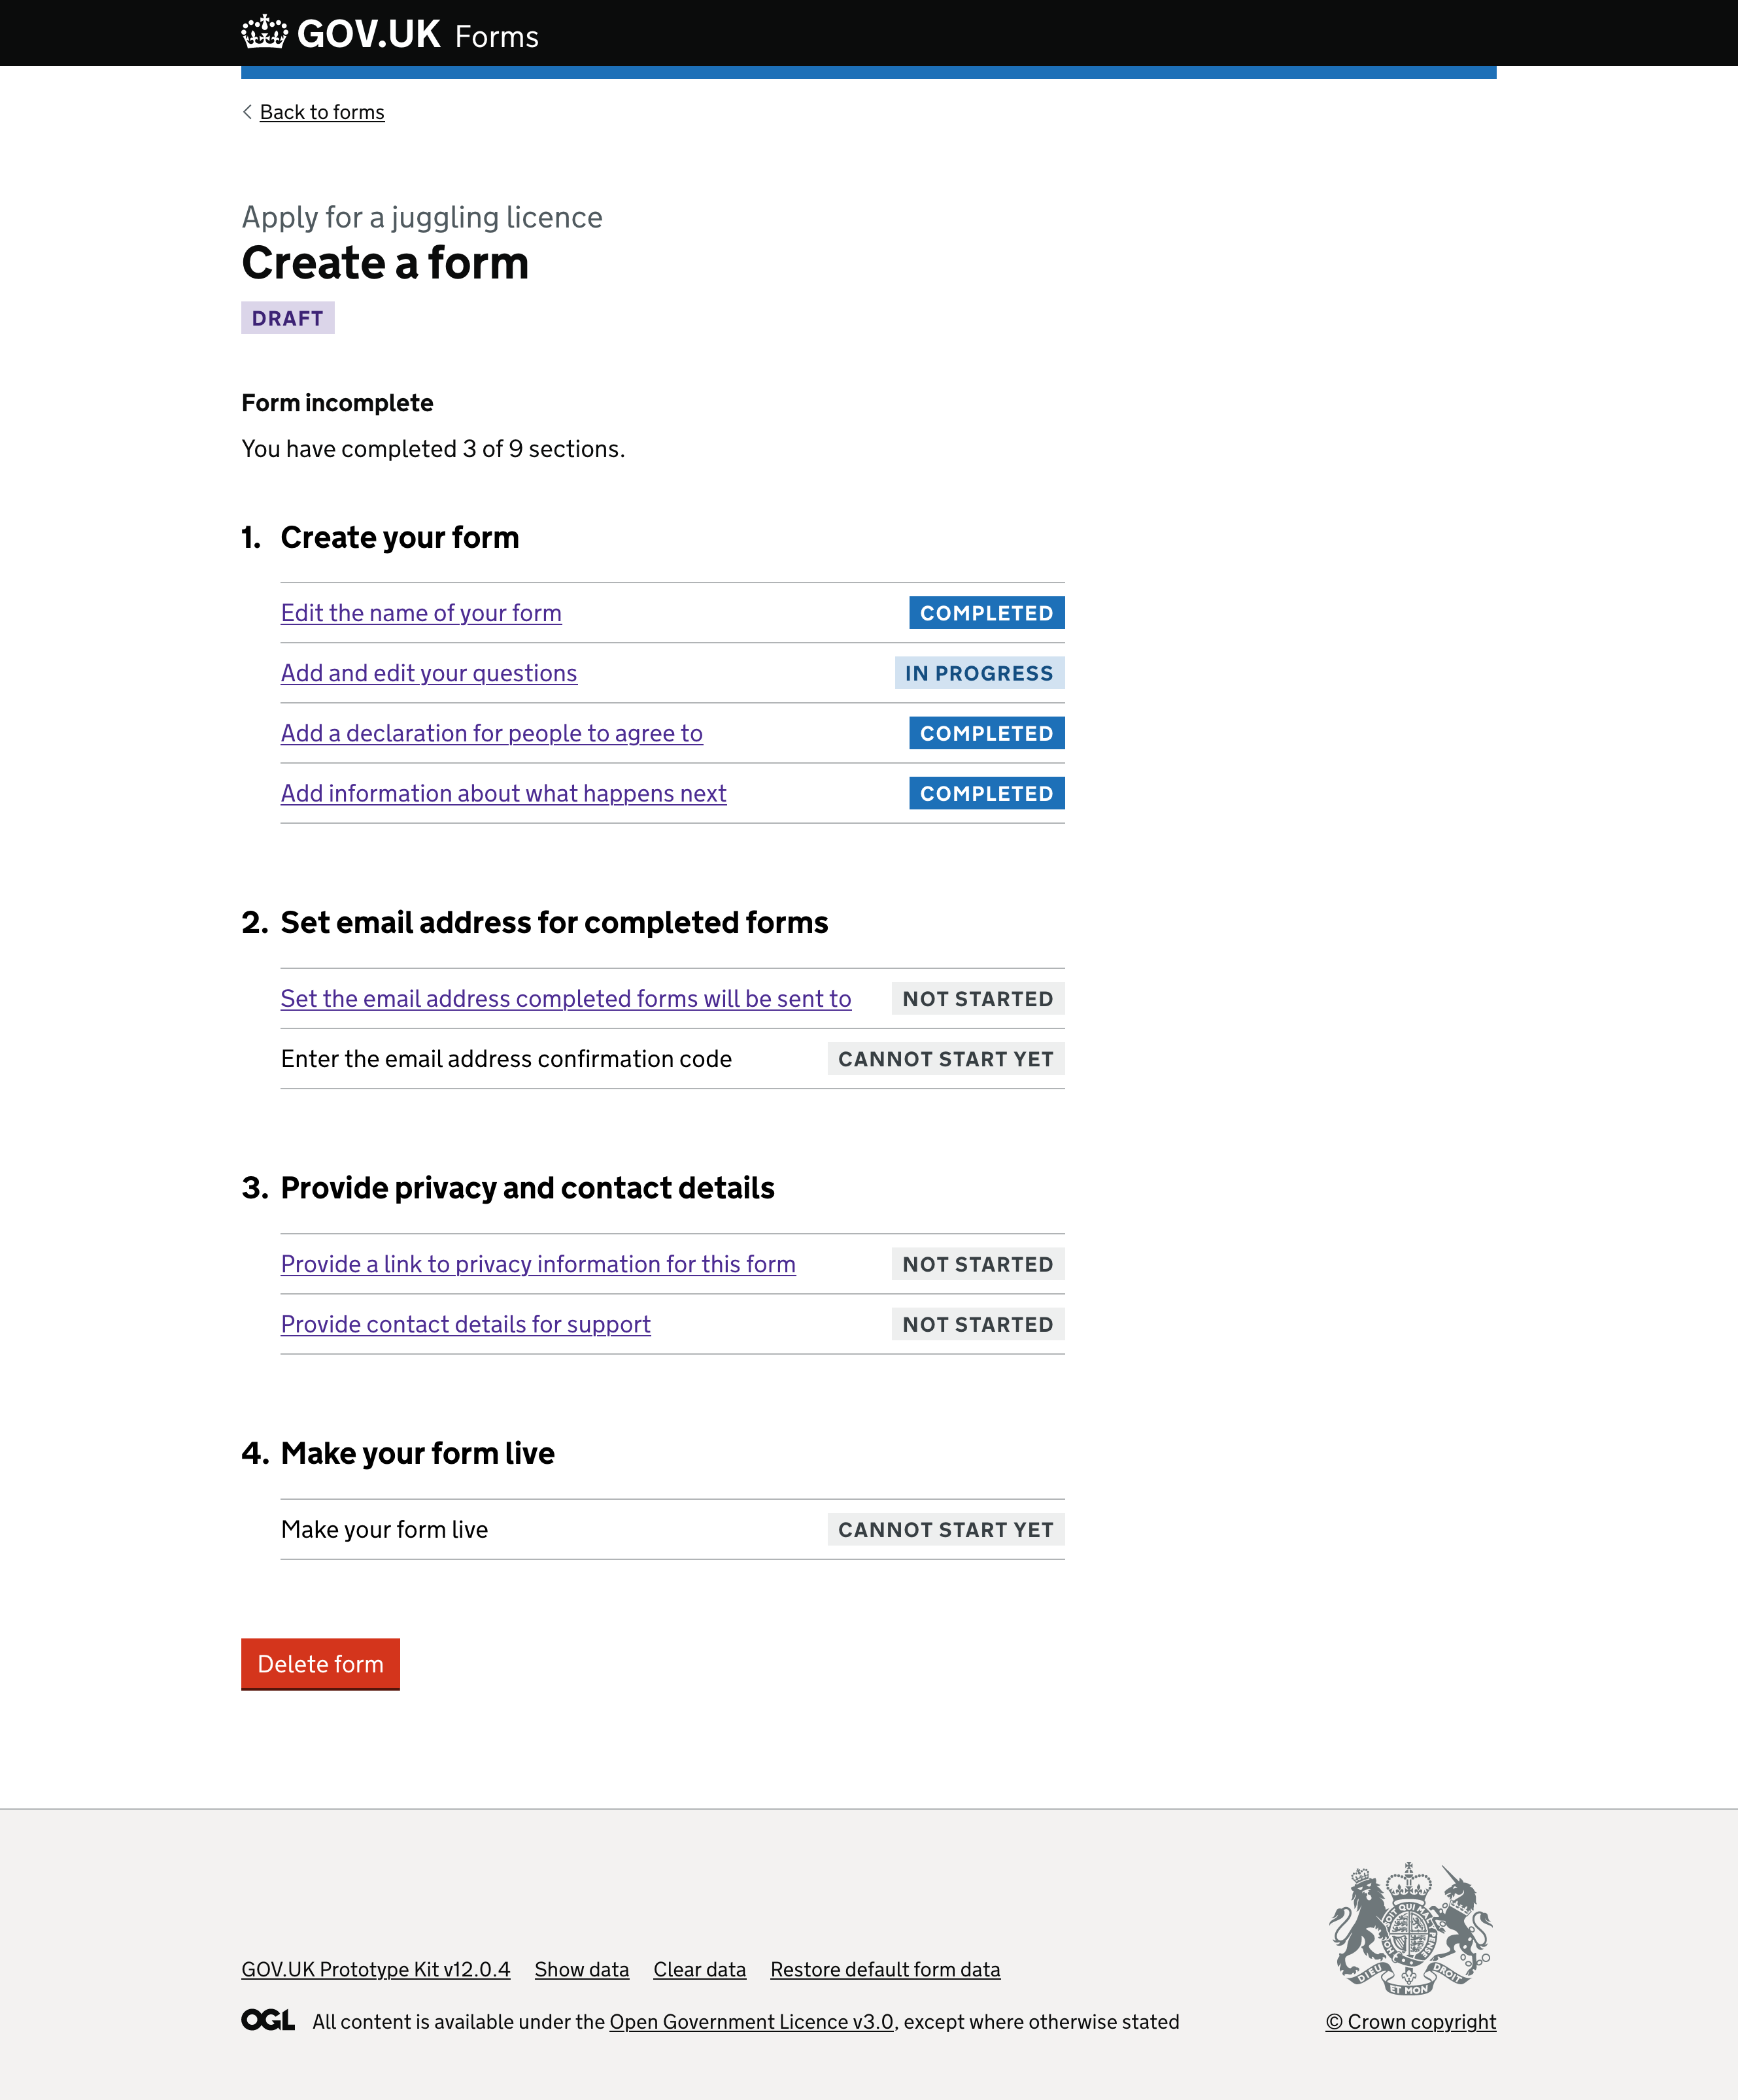 GOV.UK Forms
Back to forms
Apply for a juggling licence
Create a form
DRAFT
Form incomplete
You have completed 3 of 9 sections.
1. Create your form
Edit the name of your form COMPLETED
Add and edit your questions IN PROGRESS
Add a declaration for people to agree to COMPLETED
Add information about what happens next COMPLETED
2. Set email address for completed forms
Set the email address completed forms will be sent to NOT STARTED
Enter the email address confirmation code CANNOT START YET
3. Provide privacy and contact details
Provide a link to privacy information for this form NOT STARTED
Provide contact details for support NOT STARTED
4. Make your form live
Make your form live CANNOT START YET
Delete form
GOV.UK Prototype Kit v12.0.4 Show data Clear data Restore default form data
DIEU ET MON DROIT
OGL All content is available under the Open Government Licence v3.0, except where otherwise stated
© Crown copyright